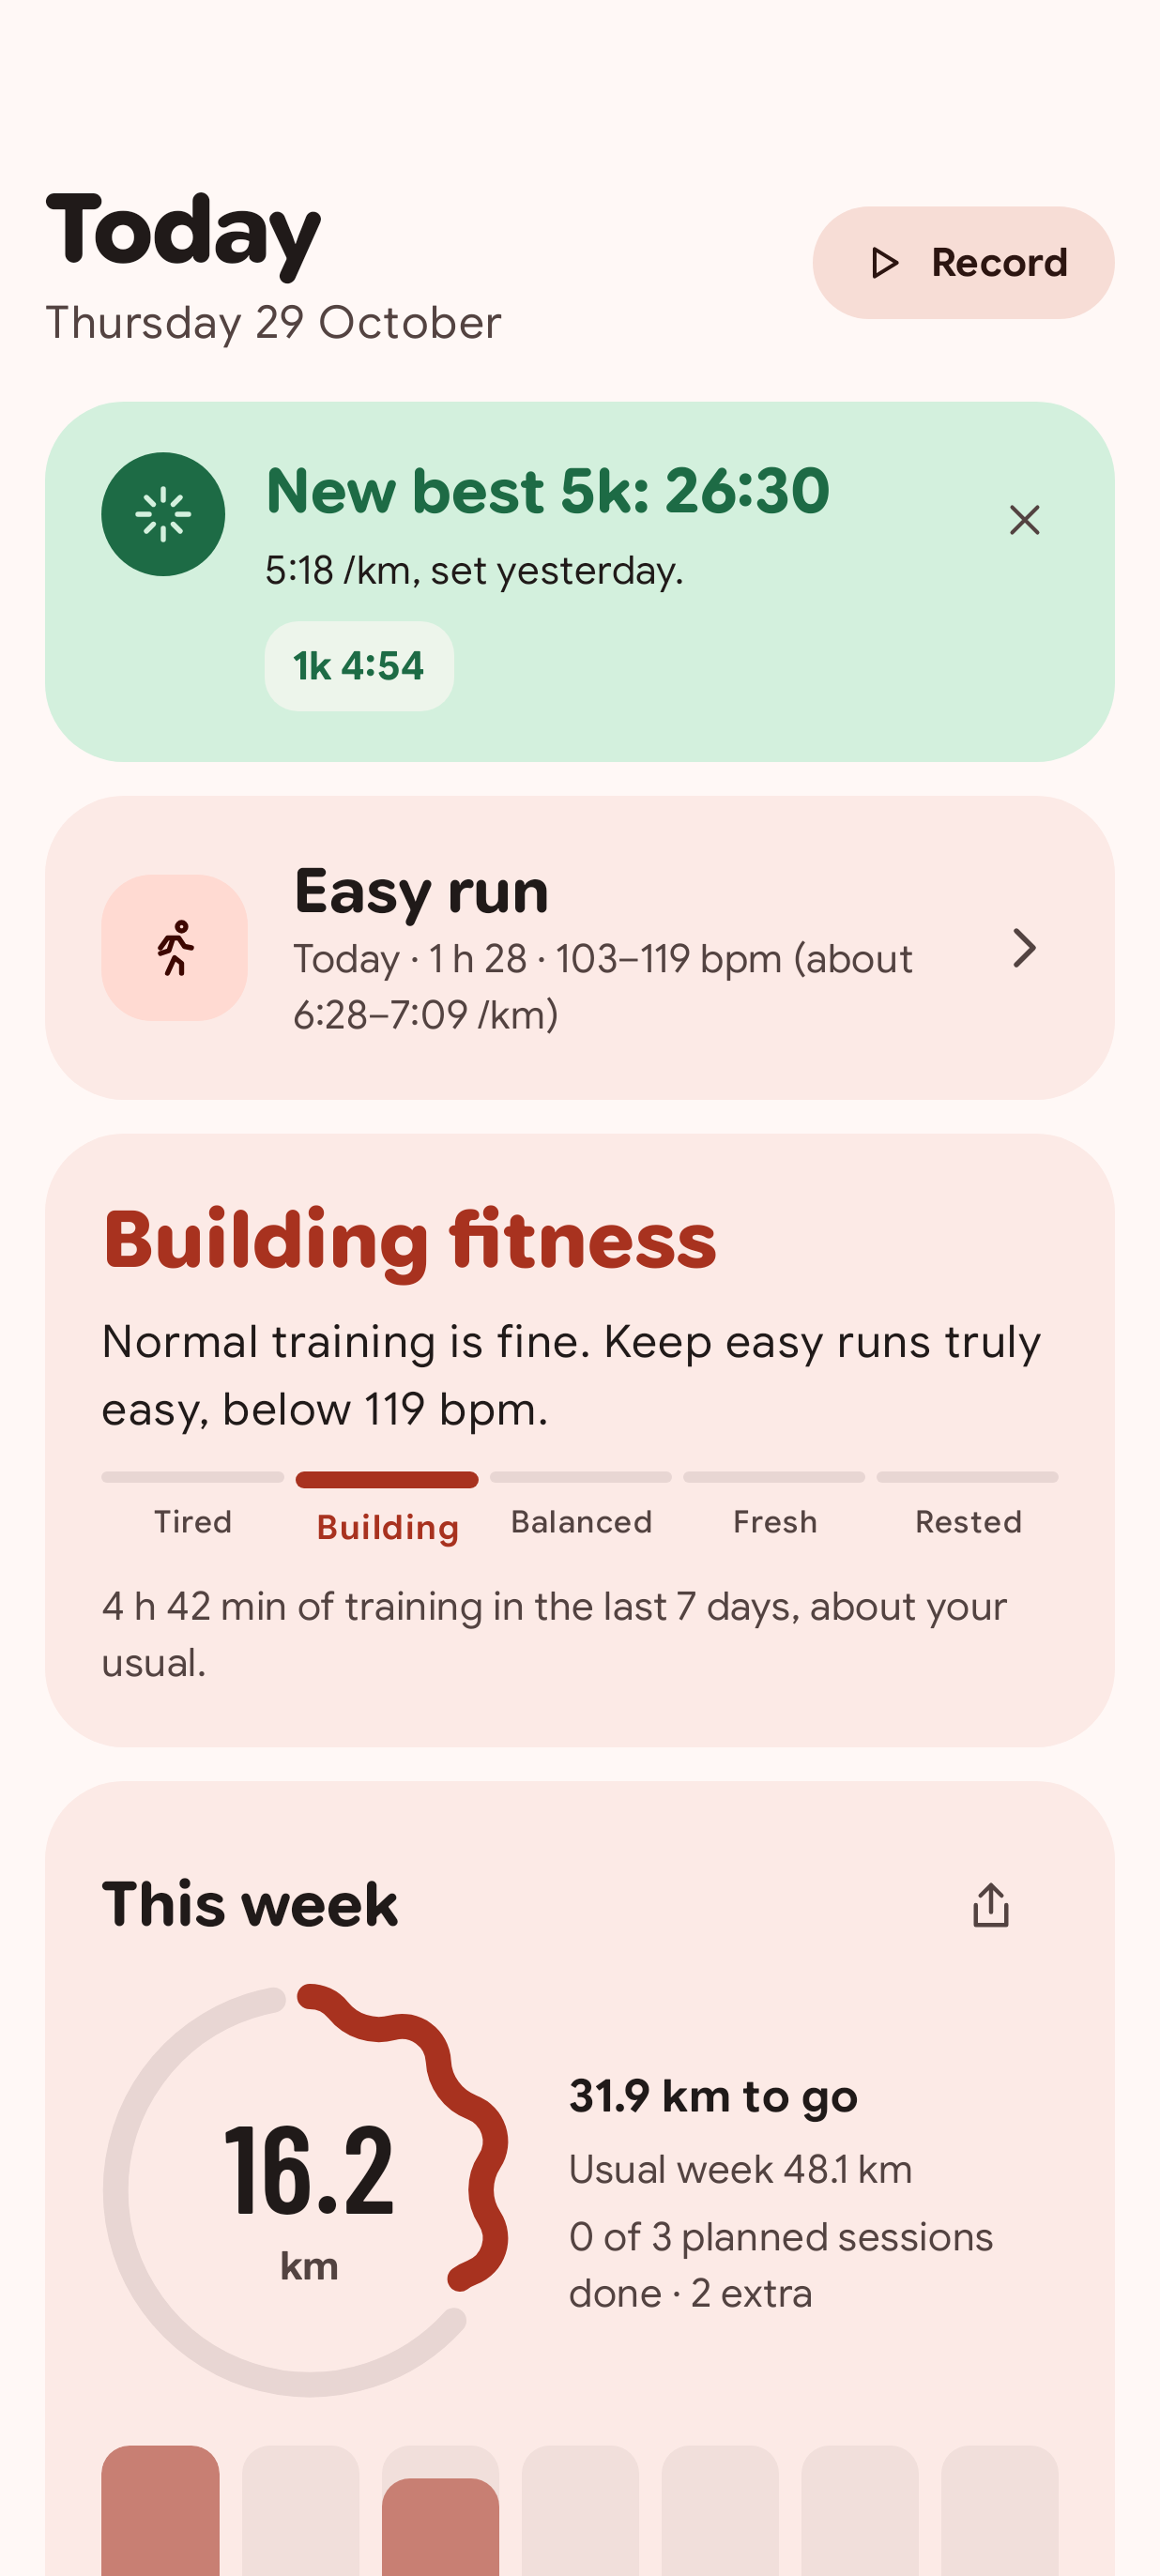 Today
Thursday 29 October
Record
New best 5k: 26:30
5:18 /km, set yesterday.
1k 4:54
Easy run
Today · 1 h 28 · 103–119 bpm (about
6:28–7:09 /km)
Building fitness
Normal training is fine. Keep easy runs truly
easy, below 119 bpm.
Tired
Building
Balanced
Fresh
Rested
4 h 42 min of training in the last 7 days, about your
usual.
This week
16.2
km
31.9 km to go
Usual week 48.1 km
0 of 3 planned sessions
done · 2 extra